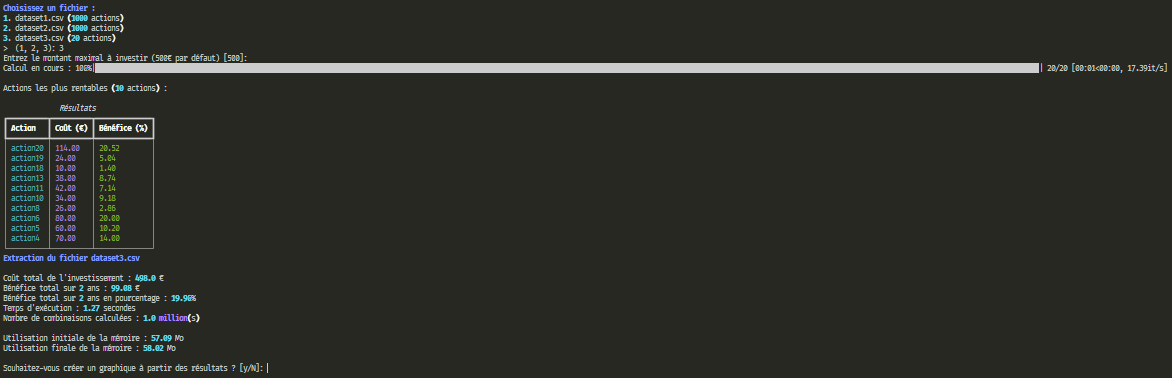 Choisissez un fichier :
1. dataset1.csv (1000 actions)
2. dataset2.csv (1000 actions)
3. dataset3.csv (20 actions)
> (1, 2, 3): 3
Entrez le montant maximal à investir (500€ par défaut) [500]:
Calcul en cours : 100%| | 20/20 [00:01<00:00, 17.39it/s]
Actions les plus rentables (10 actions) :
Résultats
Action Coût (€) Bénéfice (%)
action20 114.00 20.52
action19 24.00 5.04
action18 10.00 1.40
action13 38.00 8.74
action11 42.00 7.14
action10 34.00 9.18
action8 26.00 2.86
action6 80.00 20.00
action5 60.00 10.20
action4 70.00 14.00
Extraction du fichier dataset3.csv
Coût total de l'investissement : 498.0 €
Bénéfice total sur 2 ans : 99.08 €
Bénéfice total sur 2 ans en pourcentage : 19.90%
Temps d'exécution : 1.27 secondes
Nombre de combinaisons calculées : 1.0 million(s)
Utilisation initiale de la mémoire : 57.09 Mo
Utilisation finale de la mémoire : 58.02 Mo
Souhaitez-vous créer un graphique à partir des résultats ? [y/N]: